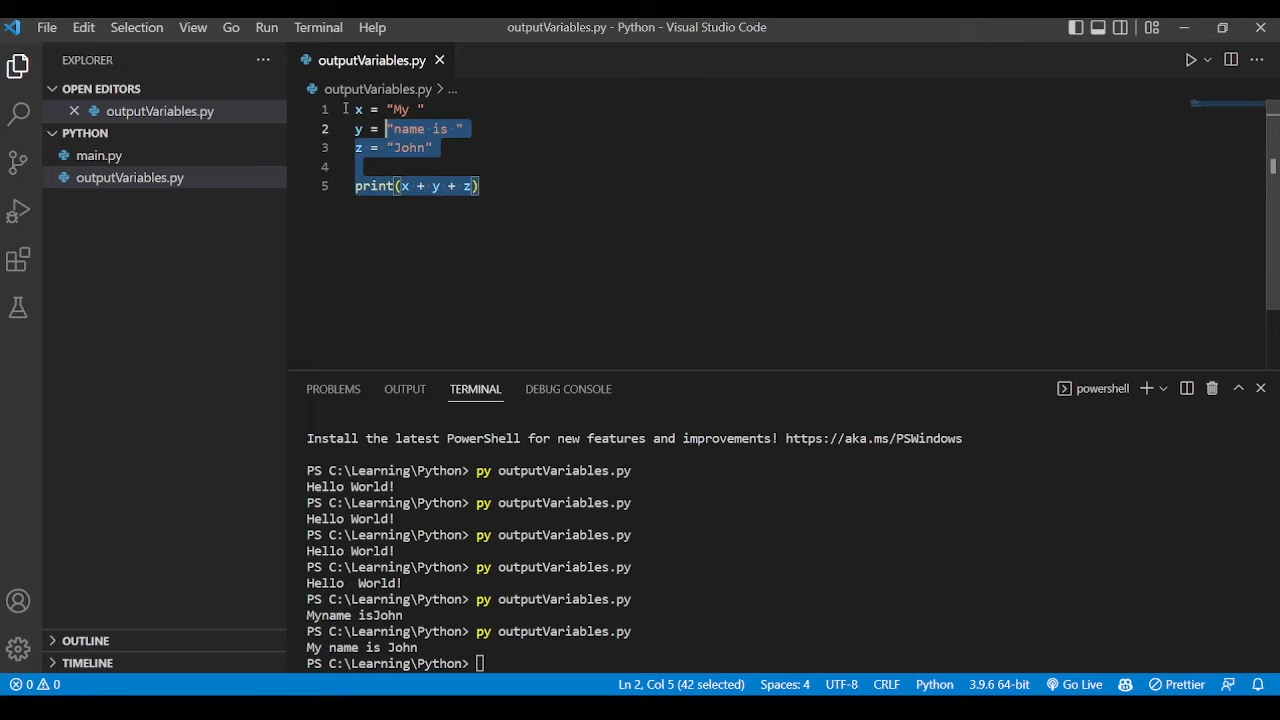 File Edit Selection View Go Run Terminal Help outputVariables.py - Python - Visual Studio Code
EXPLORER
OPEN EDITORS
outputVariables.py
PYTHON
main.py
outputVariables.py
OUTLINE
TIMELINE
outputVariables.py
outputVariables.py > ...
1 x = "My "
2 y = "name is "
3 z = "John"
4
5 print(x + y + z)
PROBLEMS OUTPUT TERMINAL DEBUG CONSOLE powershell
Install the latest PowerShell for new features and improvements! https://aka.ms/PSWindows
PS C:\Learning\Python> py outputVariables.py
Hello World!
PS C:\Learning\Python> py outputVariables.py
Hello World!
PS C:\Learning\Python> py outputVariables.py
Hello World!
PS C:\Learning\Python> py outputVariables.py
Hello  World!
PS C:\Learning\Python> py outputVariables.py
Myname isJohn
PS C:\Learning\Python> py outputVariables.py
My name is John
PS C:\Learning\Python>
0 0 Ln 2, Col 5 (42 selected) Spaces: 4 UTF-8 CRLF Python 3.9.6 64-bit Go Live Prettier